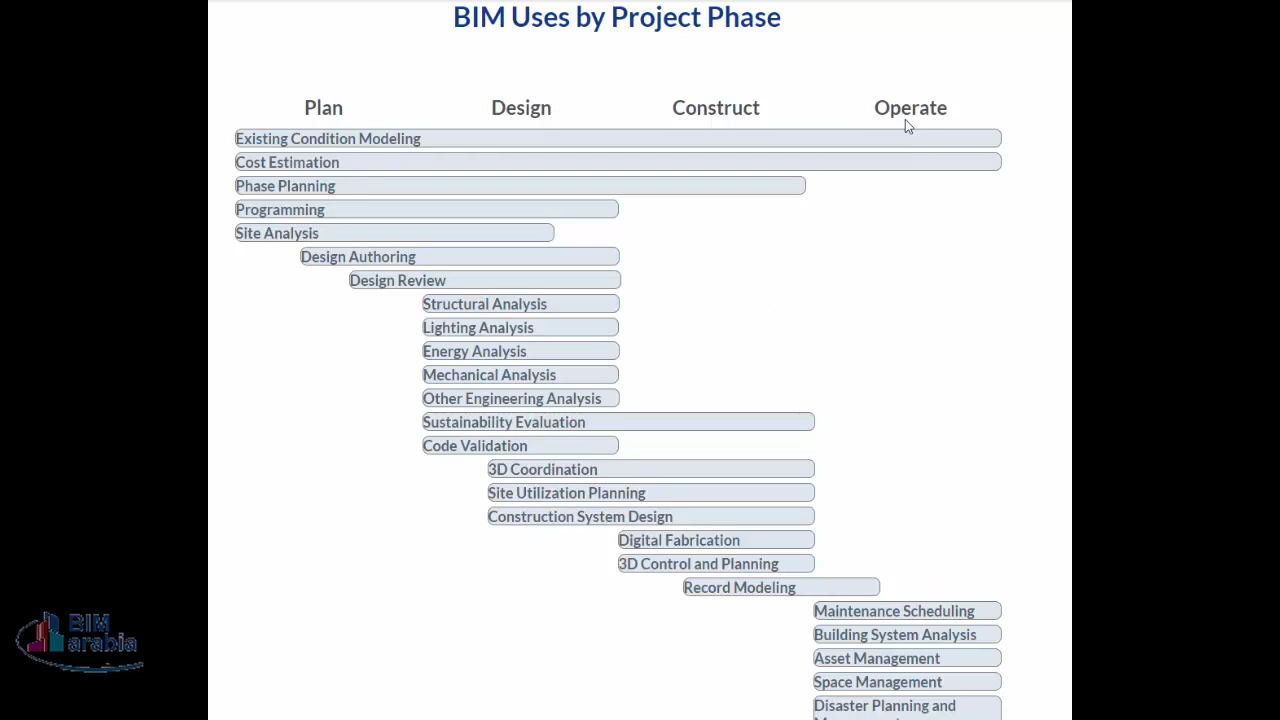 BIM Uses by Project Phase
Plan Design Construct Operate
Existing Condition Modeling
Cost Estimation
Phase Planning
Programming
Site Analysis
Design Authoring
Design Review
Structural Analysis
Lighting Analysis
Energy Analysis
Mechanical Analysis
Other Engineering Analysis
Sustainability Evaluation
Code Validation
3D Coordination
Site Utilization Planning
Construction System Design
Digital Fabrication
3D Control and Planning
Record Modeling
Maintenance Scheduling
Building System Analysis
Asset Management
Space Management
Disaster Planning and
BIM
arabia